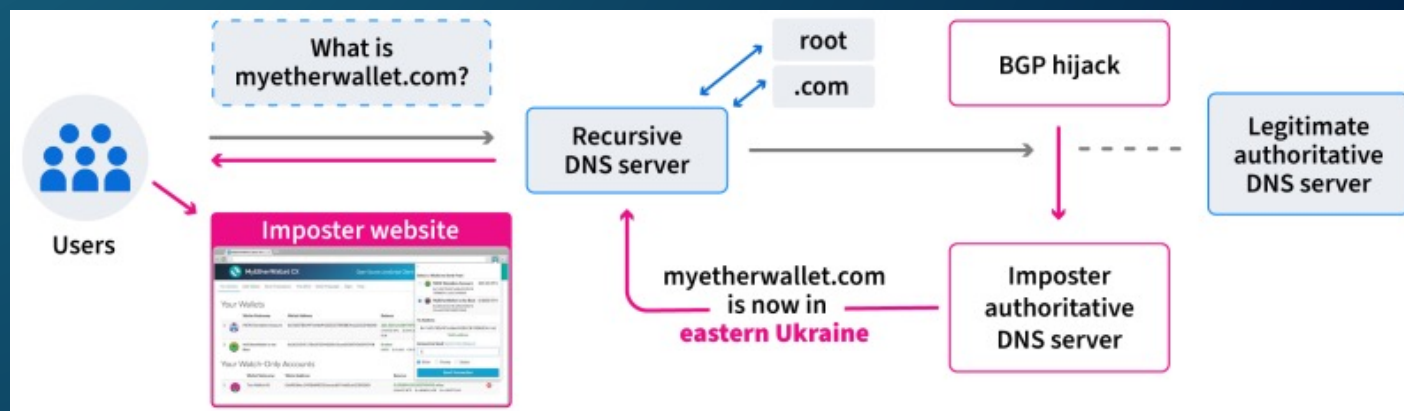 What is
myetherwallet.com?
root
.com
BGP hijack
Recursive
DNS server
Legitimate
authoritative
DNS server
Users
Imposter website
MyEtherWallet CX
Your Wallets
Your Watch-Only Accounts
myetherwallet.com
is now in
eastern Ukraine
Imposter
authoritative
DNS server